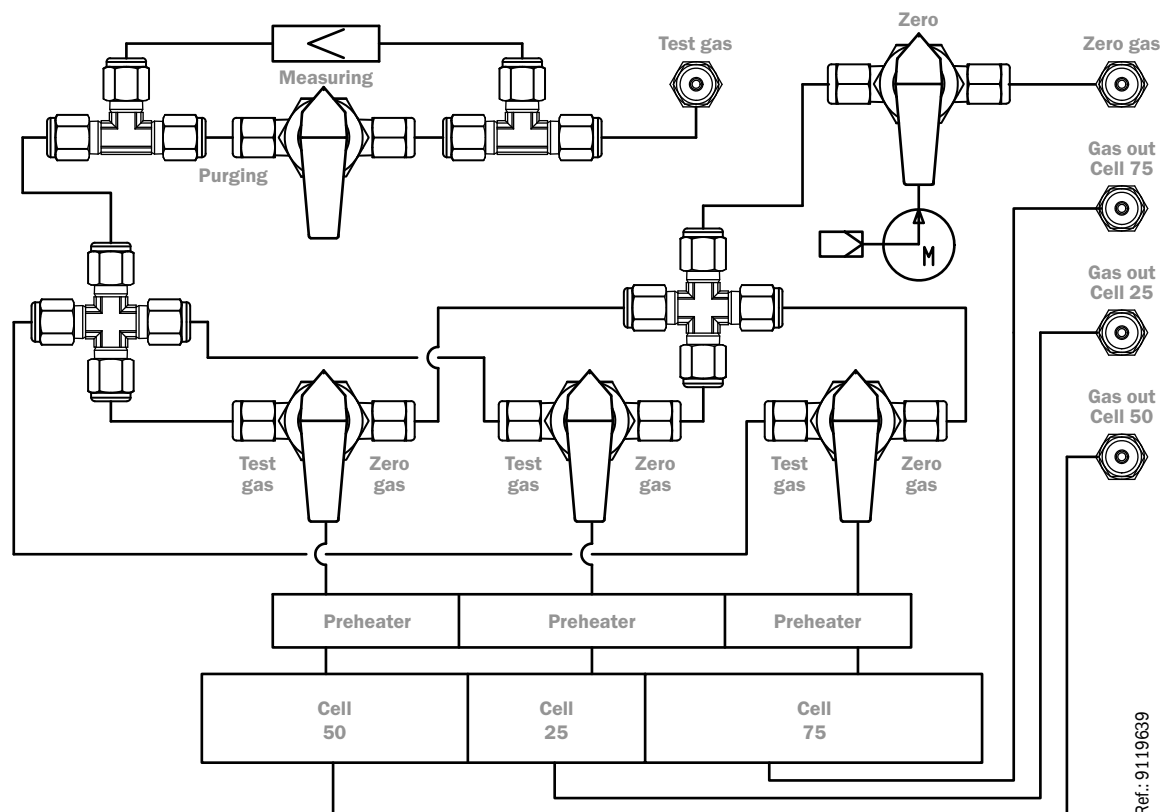 Zero
Test gas
Zero gas
Measuring
Purging
Gas out
Cell 75
M
Gas out
Cell 25
Gas out
Cell 50
Test
gas
Zero
gas
Test
gas
Zero
gas
Test
gas
Zero
gas
Preheater
Preheater
Preheater
Cell
50
Cell
25
Cell
75
Ref.: 9119639